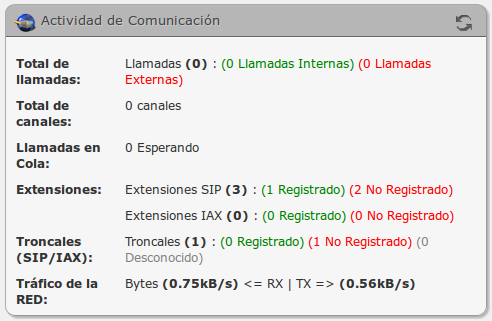 Actividad de Comunicación
Total de llamadas: Llamadas (0) : (0 Llamadas Internas) (0 Llamadas Externas)
Total de canales: 0 canales
Llamadas en Cola: 0 Esperando
Extensiones: Extensiones SIP (3) : (1 Registrado) (2 No Registrado)
Extensiones IAX (0) : (0 Registrado) (0 No Registrado)
Troncales (SIP/IAX): Troncales (1) : (0 Registrado) (1 No Registrado) (0 Desconocido)
Tráfico de la RED: Bytes (0.75kB/s) <= RX | TX => (0.56kB/s)